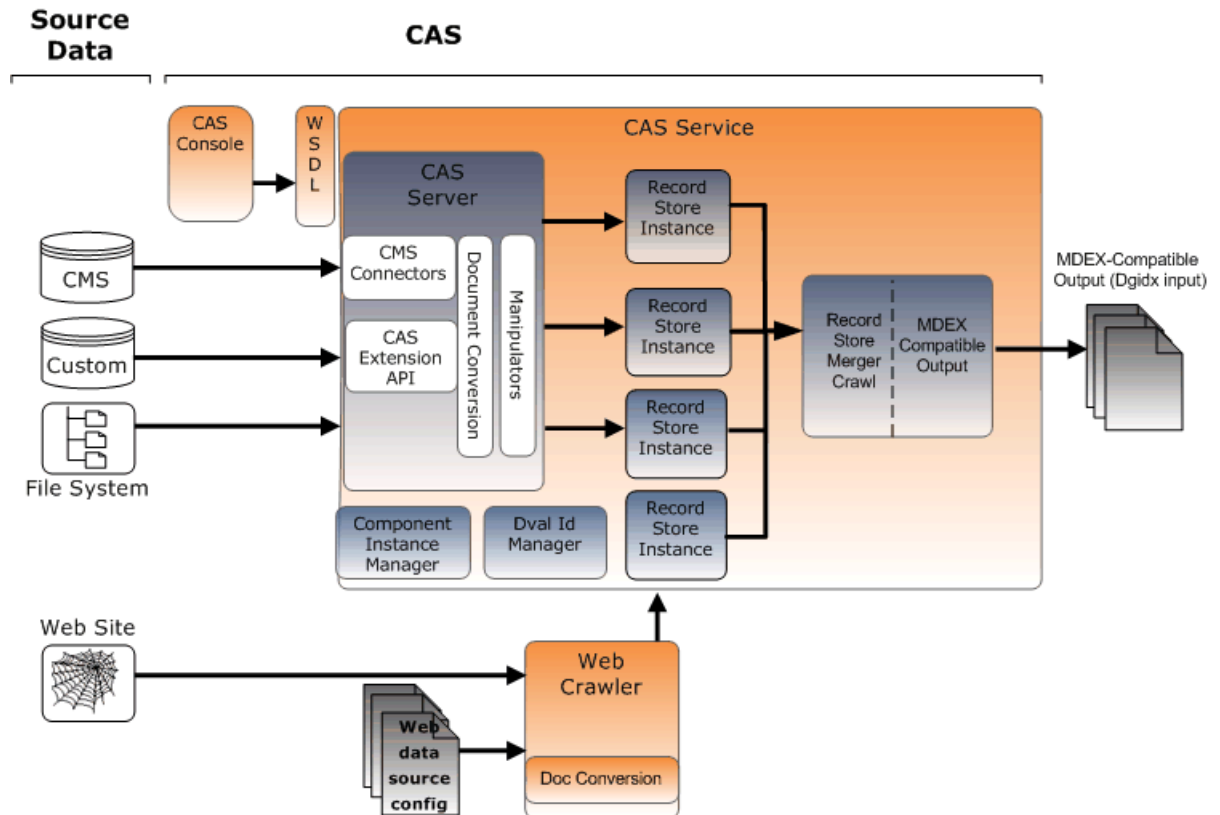 Source
Data
CAS
CAS
Console
W
S
D
L
CAS Service
CAS
Server
CMS
Connectors
CAS
Extension
API
Document Conversion
Manipulators
Record
Store
Instance
Record
Store
Instance
Record
Store
Instance
Record
Store
Instance
Record
Store
Merger
Crawl
MDEX
Compatible
Output
MDEX-Compatible
Output (Dgidx input)
CMS
Custom
File System
Component
Instance
Manager
Dval Id
Manager
Web Site
Web
Crawler
Web
data
source
config
Doc Conversion